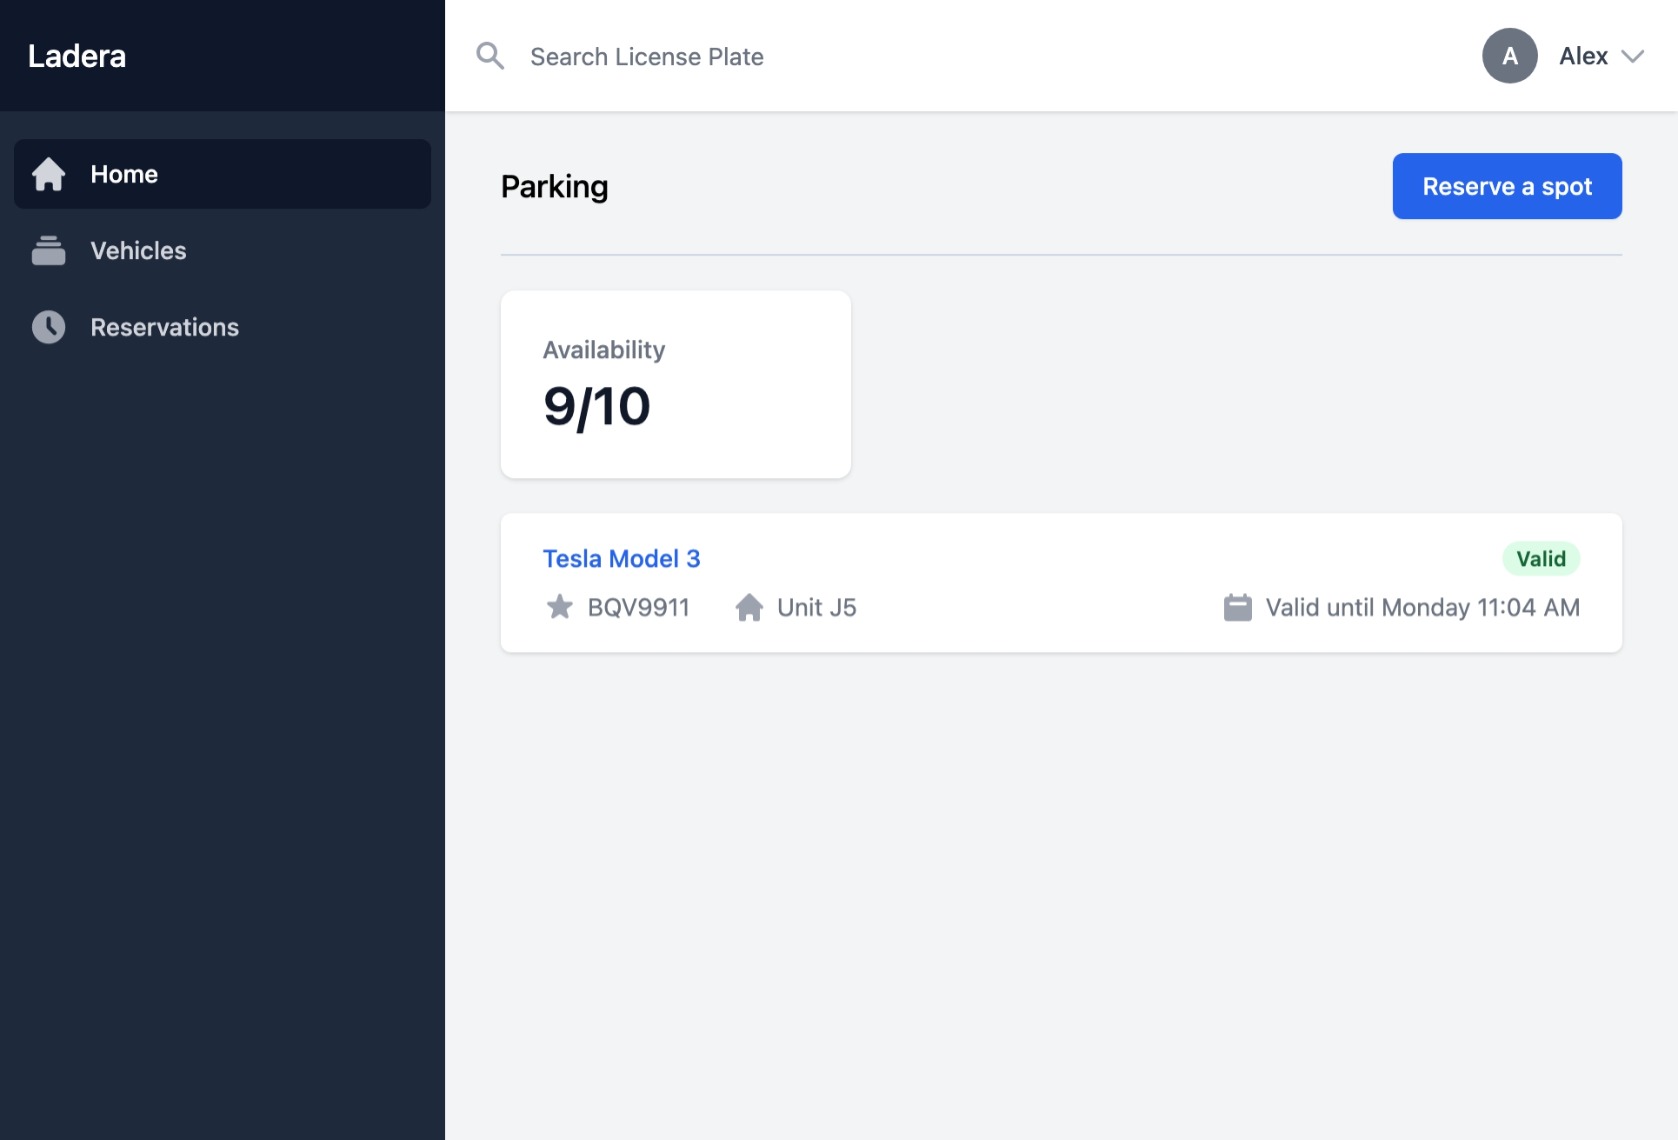 Ladera
Search License Plate
A
Alex
Home
Vehicles
Reservations
Parking
Reserve a spot
Availability
9/10
Tesla Model 3
Valid
BQV9911
Unit J5
Valid until Monday 11:04 AM